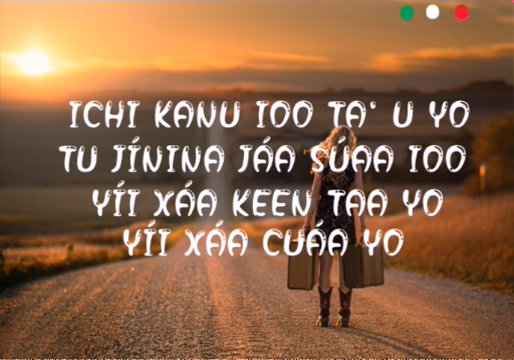 ICHI KANU IOO TA' U YO
TU JÍNINA JÁA SÚAA IOO
YÍI XÁA KEEN TAA YO
YÍI XÁA CUÁA YO